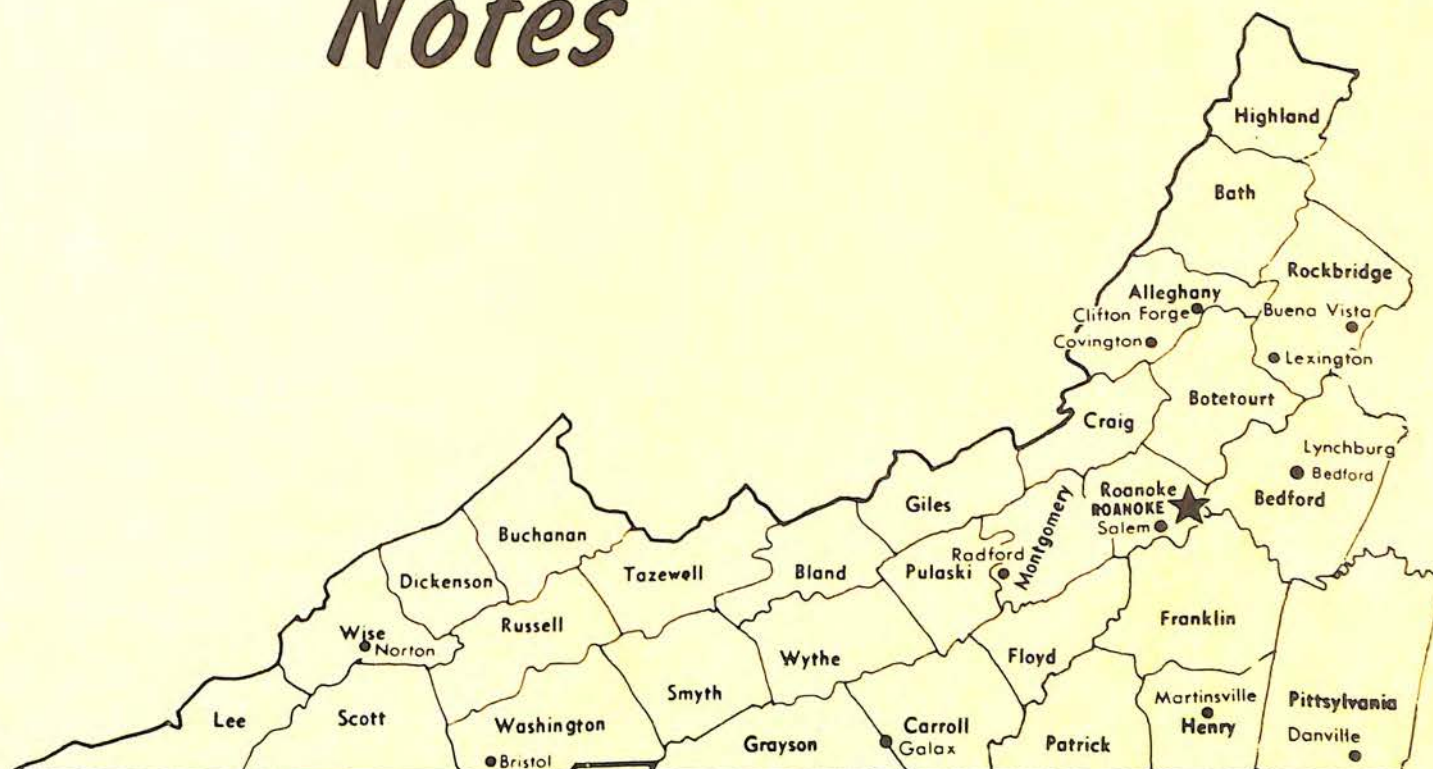 Notes
Highland
Bath
Rockbridge
Alleghany
Clifton Forge
Buena Vista
Covington
Lexington
Botetourt
Craig
Lynchburg
Bedford
Bedford
Roanoke
ROANOKE
Salem
Giles
Montgomery
Buchanan
Radford
Pulaski
Tazewell
Bland
Dickenson
Franklin
Russell
Wise
Norton
Floyd
Wythe
Smyth
Martinsville
Henry
Pittsylvania
Danville
Lee
Scott
Washington
Bristol
Grayson
Carroll
Galax
Patrick